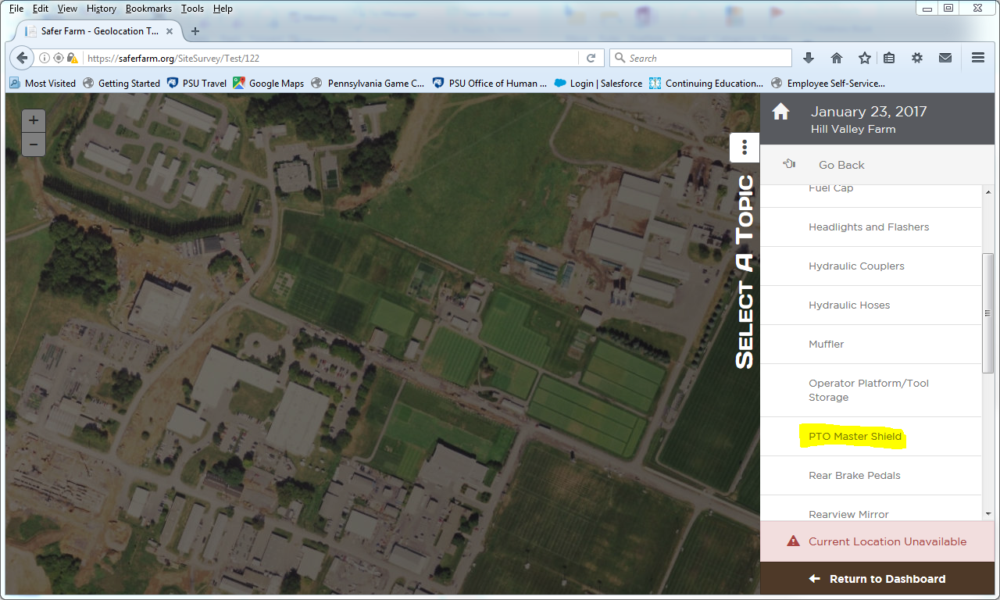 File Edit View History Bookmarks Tools Help
Safer Farm - Geolocation T...
https://saferfarm.org/SiteSurvey/Test/122
Search
Most Visited Getting Started PSU Travel Google Maps Pennsylvania Game C... PSU Office of Human ... Login | Salesforce Continuing Education... Employee Self-Service...
+
−
SELECT A TOPIC
January 23, 2017
Hill Valley Farm
Go Back
Fuel Cap
Headlights and Flashers
Hydraulic Couplers
Hydraulic Hoses
Muffler
Operator Platform/Tool
Storage
PTO Master Shield
Rear Brake Pedals
Rearview Mirror
Current Location Unavailable
Return to Dashboard